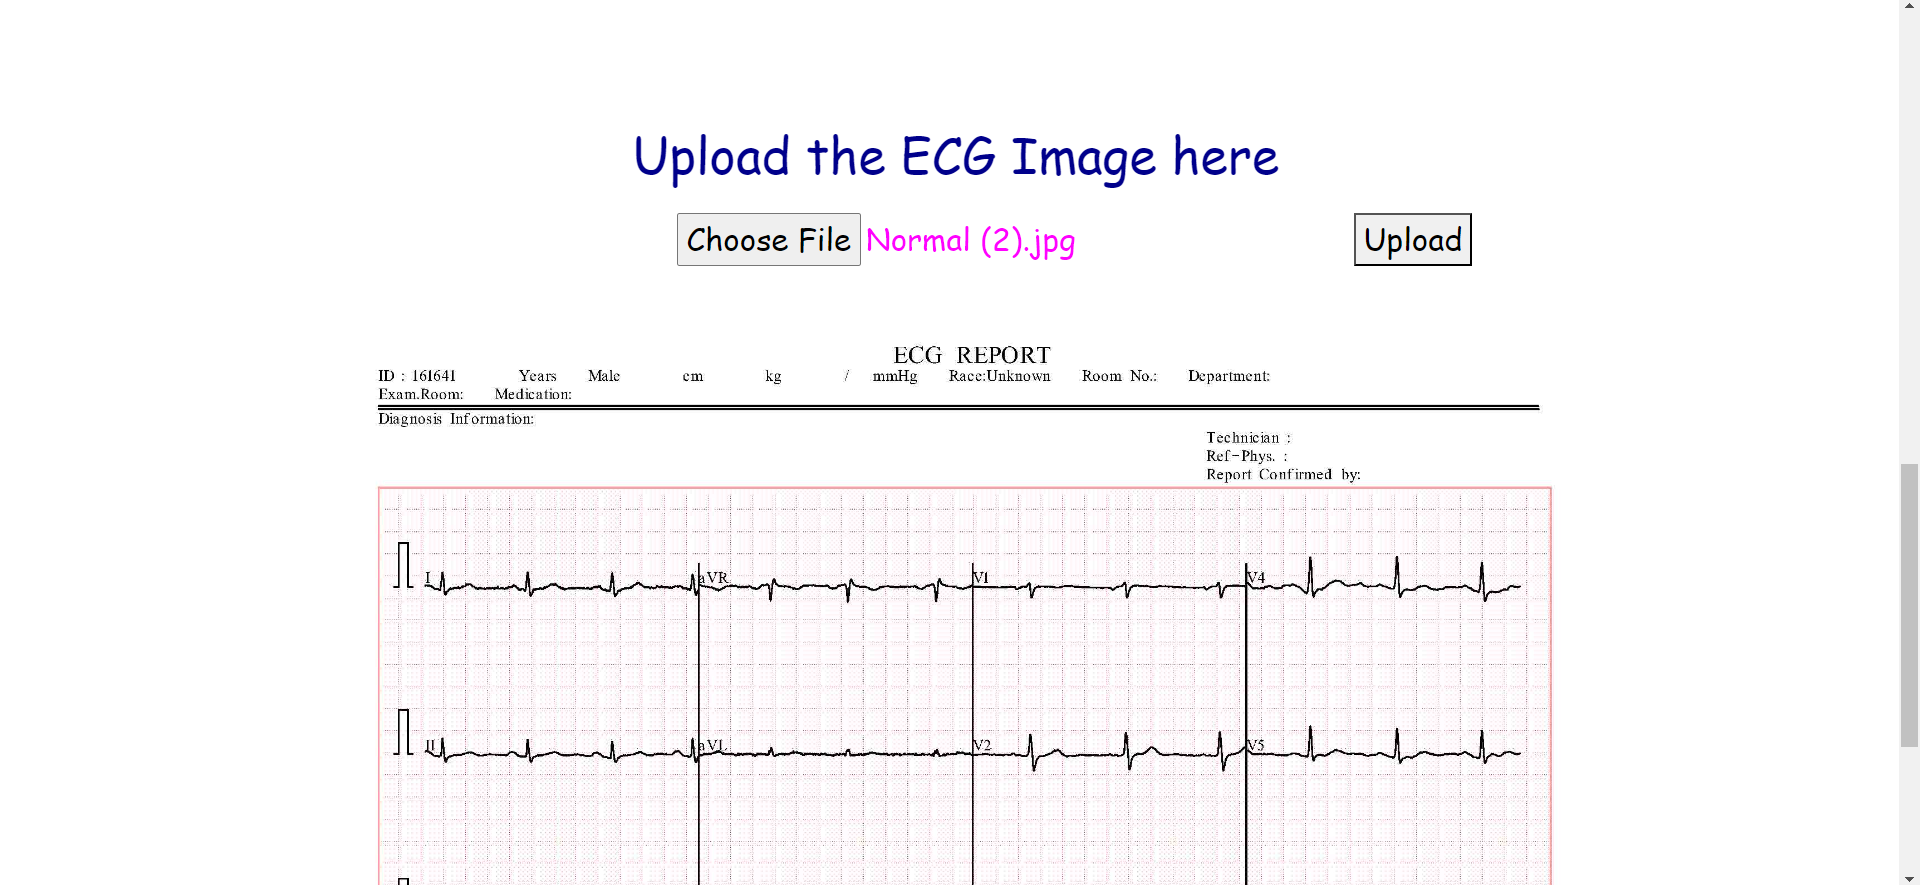 Upload the ECG Image here
Choose File Normal (2).jpg Upload
ECG REPORT
ID : 161641 Years Male cm kg / mmHg Race:Unknown Room No.: Department:
Exam.Room: Medication:
Diagnosis Information:
Technician :
Ref-Phys. :
Report Confirmed by:
I aVR V1 V4
II aVL V2 V5